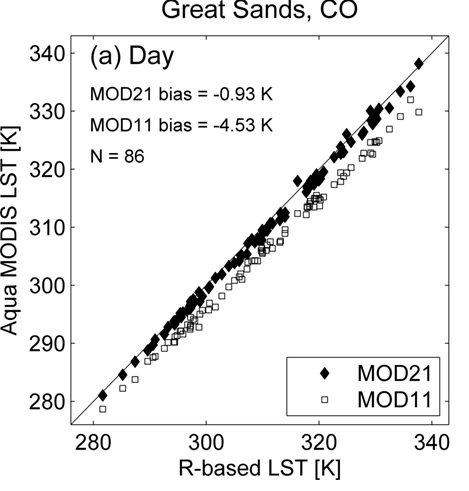 Great Sands, CO
(a) Day
MOD21 bias = -0.93 K
MOD11 bias = -4.53 K
N = 86
Aqua MODIS LST [K]
340
330
320
310
300
290
280
MOD21
MOD11
280 300 320 340
R-based LST [K]